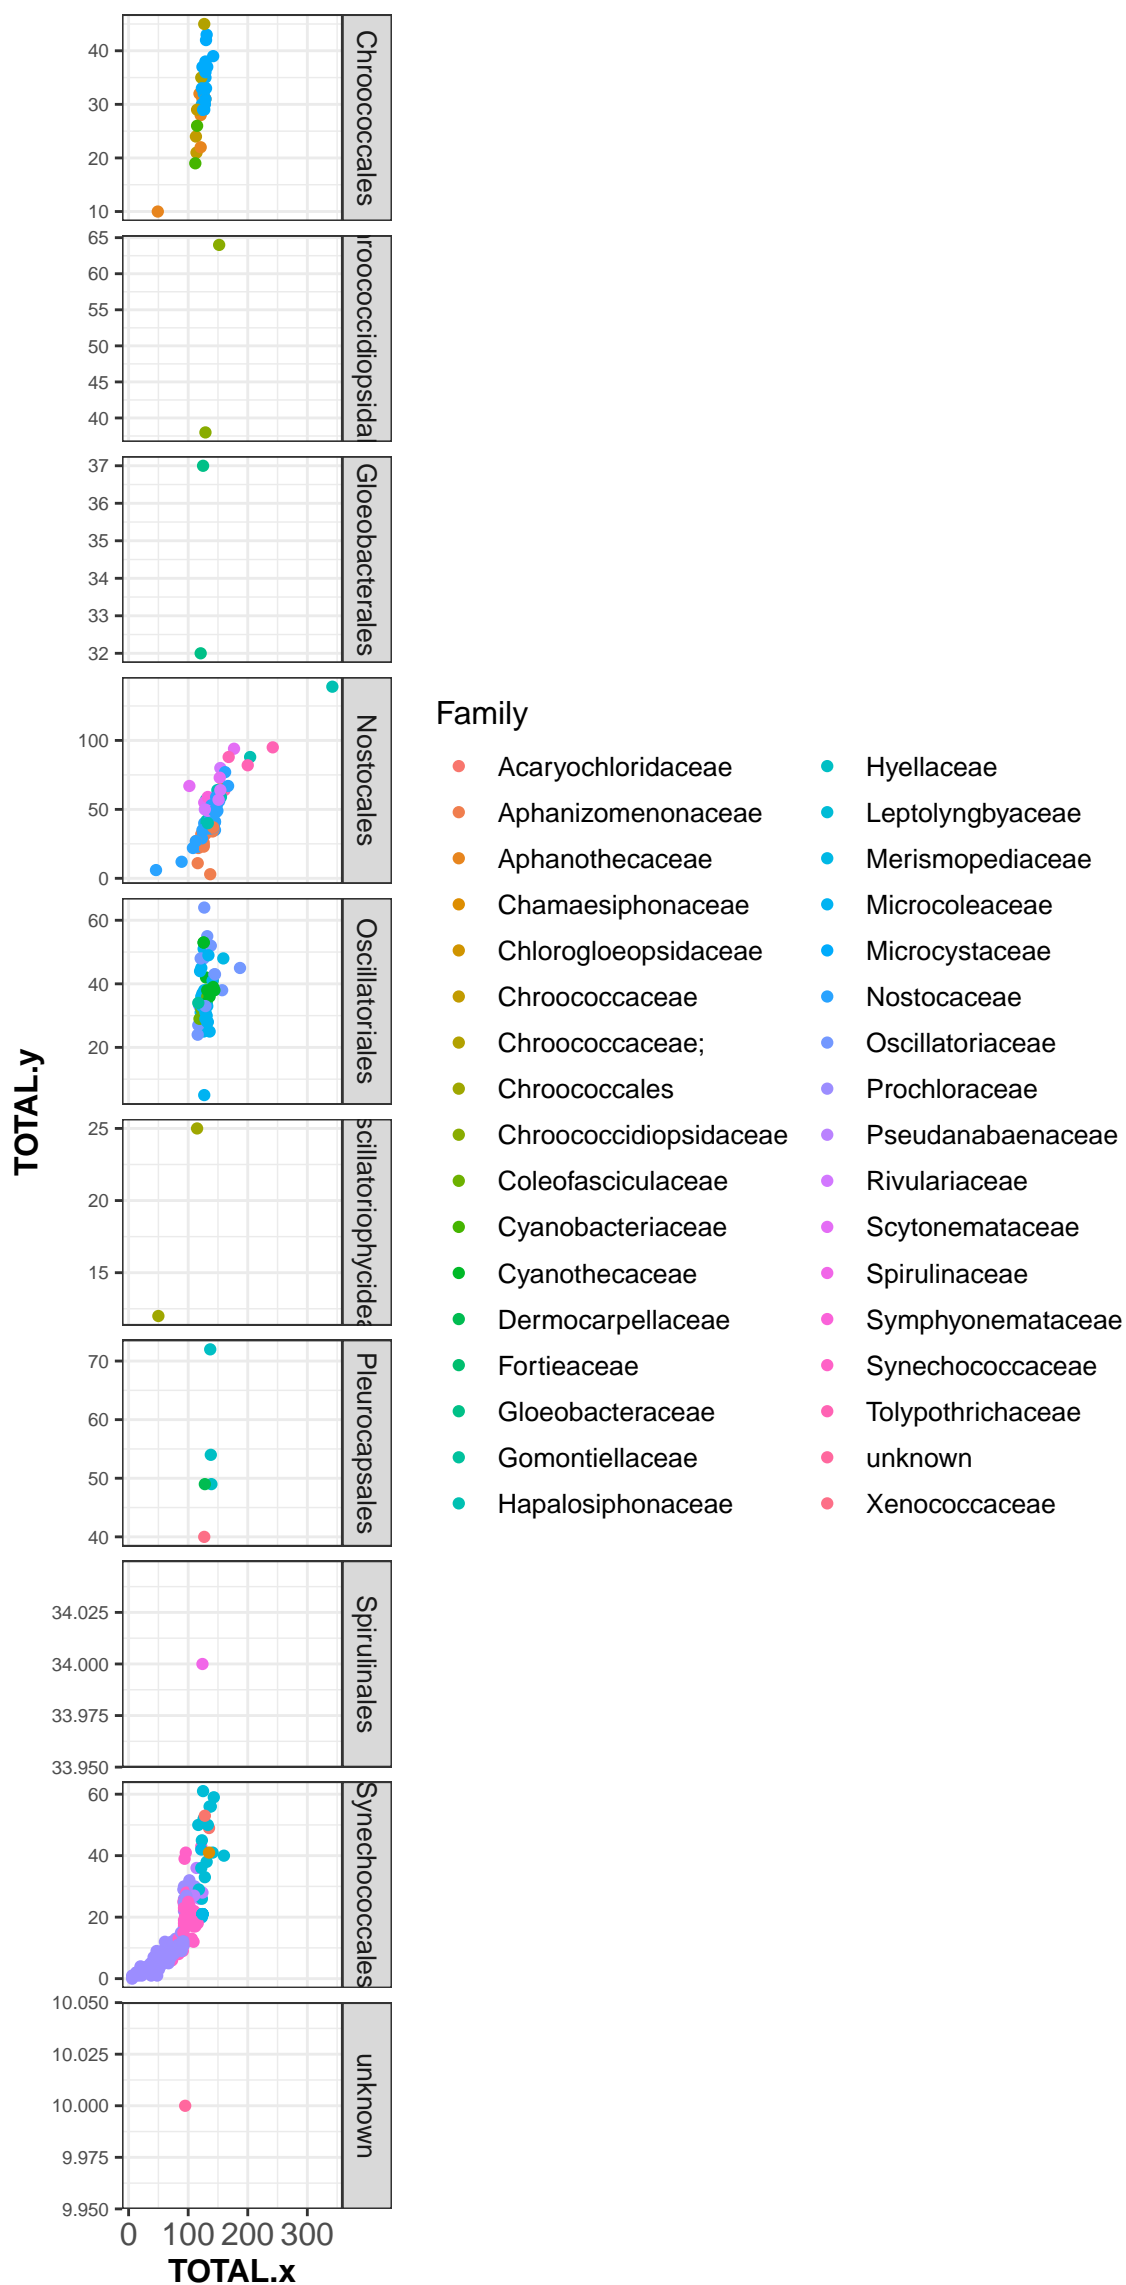 TOTAL.y
40
30
20
10
Chroococcales
65
60
55
50
45
40
roococcidiopsidal
37
36
35
34
33
32
Gloeobacterales
100
50
0
Nostocales
60
40
20
Oscillatoriales
25
20
15
scillatoriophycidea
70
60
50
40
Pleurocapsales
34.025
34.000
33.975
33.950
Spirulinales
60
40
20
0
Synechococcales
10.050
10.025
10.000
9.975
9.950
unknown
0 100 200 300
TOTAL.x
Family
Acaryochloridaceae
Aphanizomenonaceae
Aphanothecaceae
Chamaesiphonaceae
Chlorogloeopsidaceae
Chroococcaceae
Chroococcaceae;
Chroococcales
Chroococcidiopsidaceae
Coleofasciculaceae
Cyanobacteriaceae
Cyanothecaceae
Dermocarpellaceae
Fortieaceae
Gloeobacteraceae
Gomontiellaceae
Hapalosiphonaceae
Hyellaceae
Leptolyngbyaceae
Merismopediaceae
Microcoleaceae
Microcystaceae
Nostocaceae
Oscillatoriaceae
Prochloraceae
Pseudanabaenaceae
Rivulariaceae
Scytonemataceae
Spirulinaceae
Symphyonemataceae
Synechococcaceae
Tolypothrichaceae
unknown
Xenococcaceae